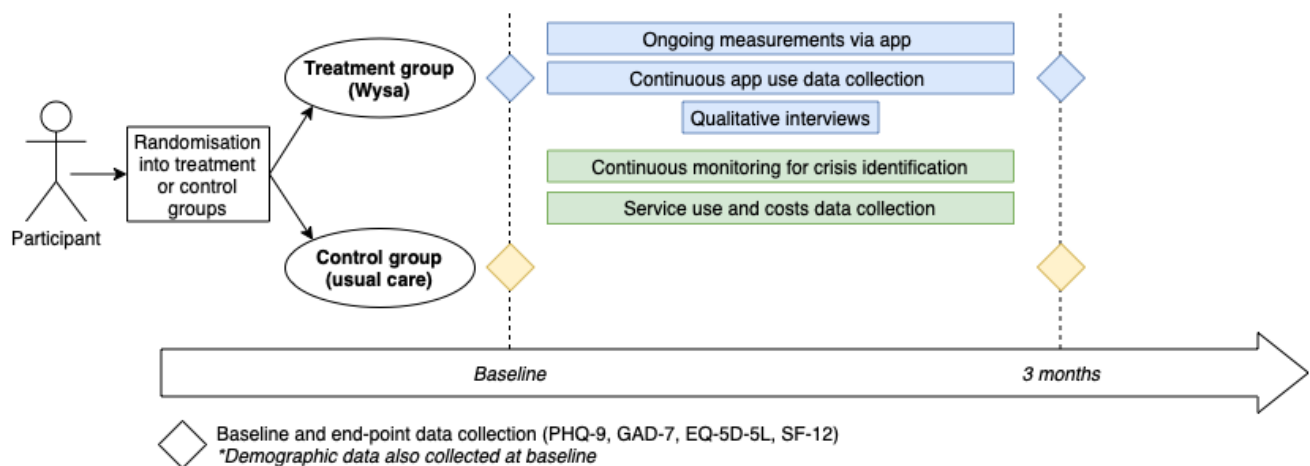 Participant
Randomisation
into treatment
or control
groups
Treatment group
(Wysa)
Control group
(usual care)
Ongoing measurements via app
Continuous app use data collection
Qualitative interviews
Continuous monitoring for crisis identification
Service use and costs data collection
Baseline
3 months
Baseline and end-point data collection (PHQ-9, GAD-7, EQ-5D-5L, SF-12)
*Demographic data also collected at baseline